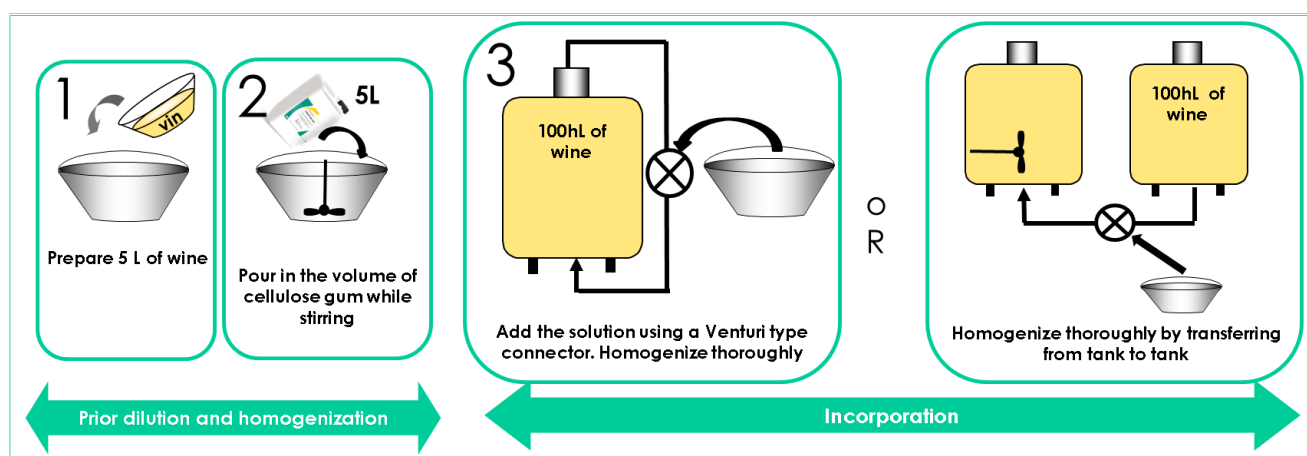 1
vin
Prepare 5 L of wine
2
5L
Pour in the volume of
cellulose gum while
stirring
3
100hL of
wine
Add the solution using a Venturi type
connector. Homogenize thoroughly
O
R
100hL of
wine
Homogenize thoroughly by transferring
from tank to tank
Prior dilution and homogenization
Incorporation